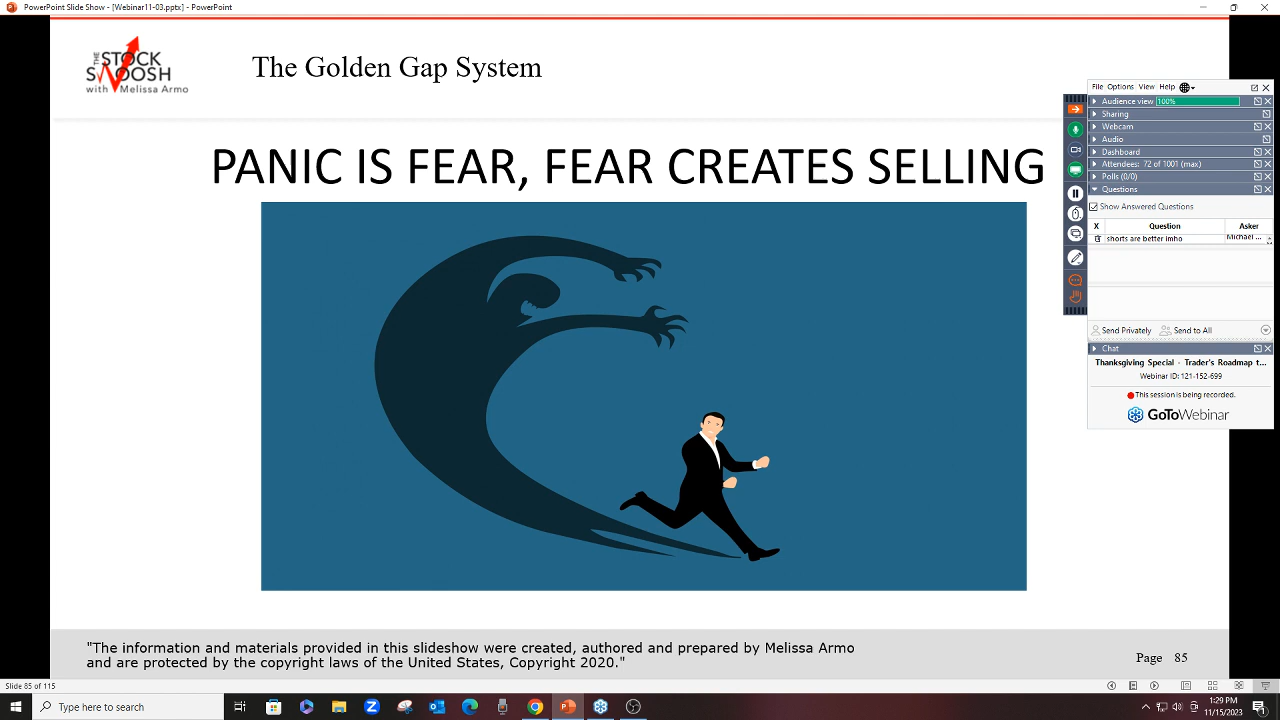 PowerPoint Slide Show - [Webinar11-03.pptx] - PowerPoint
THE
STOCK
SWOOSH
with Melissa Armo
The Golden Gap System
PANIC IS FEAR, FEAR CREATES SELLING
File Options View Help
Audience view 100%
Sharing
Webcam
Audio
Dashboard
Attendees: 72 of 1001 (max)
Polls (0/0)
Questions
Show Answered Questions
X Question Asker
shorts are better imho Michael ...
Send Privately Send to All
Chat
Thanksgiving Special - Trader's Roadmap t...
Webinar ID: 121-152-699
This session is being recorded.
GoToWebinar
"The information and materials provided in this slideshow were created, authored and prepared by Melissa Armo
and are protected by the copyright laws of the United States, Copyright 2020."
Page 85
Slide 85 of 115
Type here to search
1:29 PM
11/15/2023